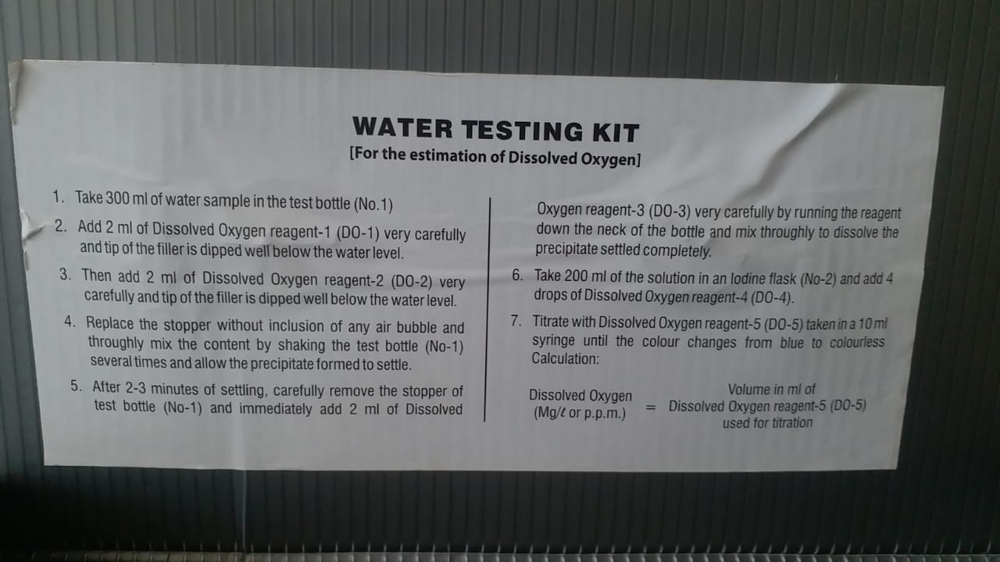 WATER TESTING KIT
[For the estimation of Dissolved Oxygen]
1. Take 300 ml of water sample in the test bottle (No.1)
2. Add 2 ml of Dissolved Oxygen reagent-1 (DO-1) very carefully
and tip of the filler is dipped well below the water level.
3. Then add 2 ml of Dissolved Oxygen reagent-2 (DO-2) very
carefully and tip of the filler is dipped well below the water level.
4. Replace the stopper without inclusion of any air bubble and
throughly mix the content by shaking the test bottle (No-1)
several times and allow the precipitate formed to settle.
5. After 2-3 minutes of settling, carefully remove the stopper of
test bottle (No-1) and immediately add 2 ml of Dissolved
Oxygen reagent-3 (DO-3) very carefully by running the reagent
down the neck of the bottle and mix throughly to dissolve the
precipitate settled completely.
6. Take 200 ml of the solution in an Iodine flask (No-2) and add 4
drops of Dissolved Oxygen reagent-4 (DO-4).
7. Titrate with Dissolved Oxygen reagent-5 (DO-5) taken in a 10 ml
syringe until the colour changes from blue to colourless
Calculation:
Dissolved Oxygen
(Mg/ℓ or p.p.m.)
=
Volume in ml of
Dissolved Oxygen reagent-5 (DO-5)
used for titration